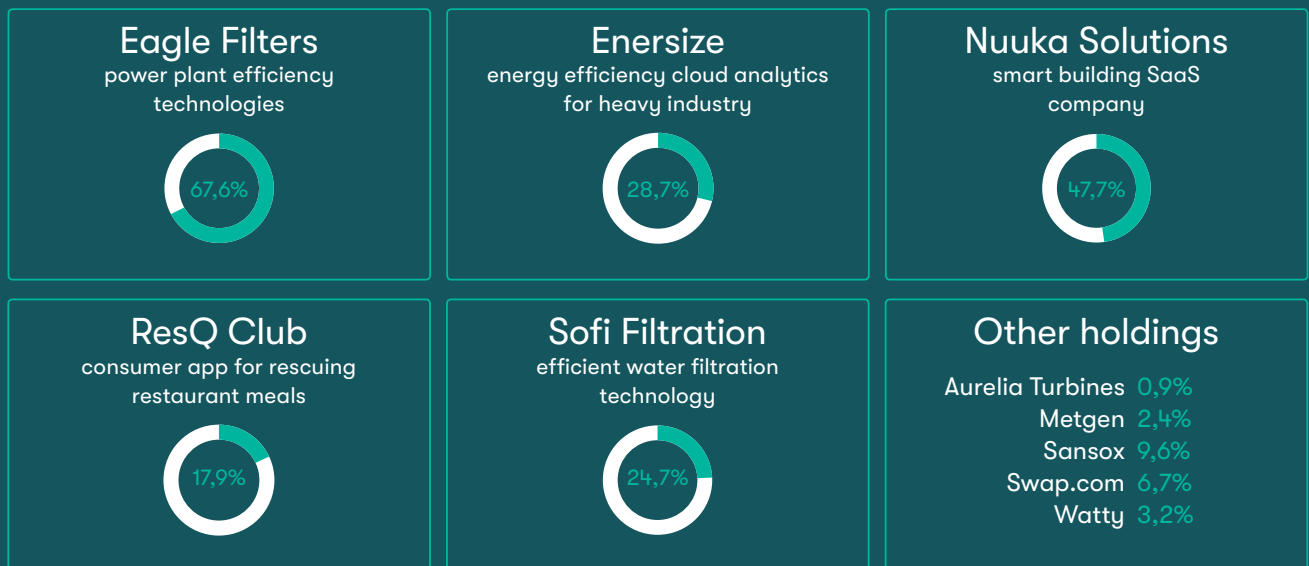 Eagle Filters
power plant efficiency
technologies
67,6%
Enersize
energy efficiency cloud analytics
for heavy industry
28,7%
Nuuka Solutions
smart building SaaS
company
47,7%
ResQ Club
consumer app for rescuing
restaurant meals
17,9%
Sofi Filtration
efficient water filtration
technology
24,7%
Other holdings
Aurelia Turbines 0,9%
Metgen 2,4%
Sansox 9,6%
Swap.com 6,7%
Watty 3,2%